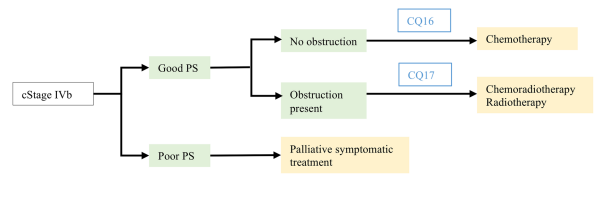 CQ16
No obstruction
Chemotherapy
Good PS
CQ17
cStage IVb
Obstruction
present
Chemoradiotherapy
Radiotherapy
Poor PS
Palliative symptomatic
treatment